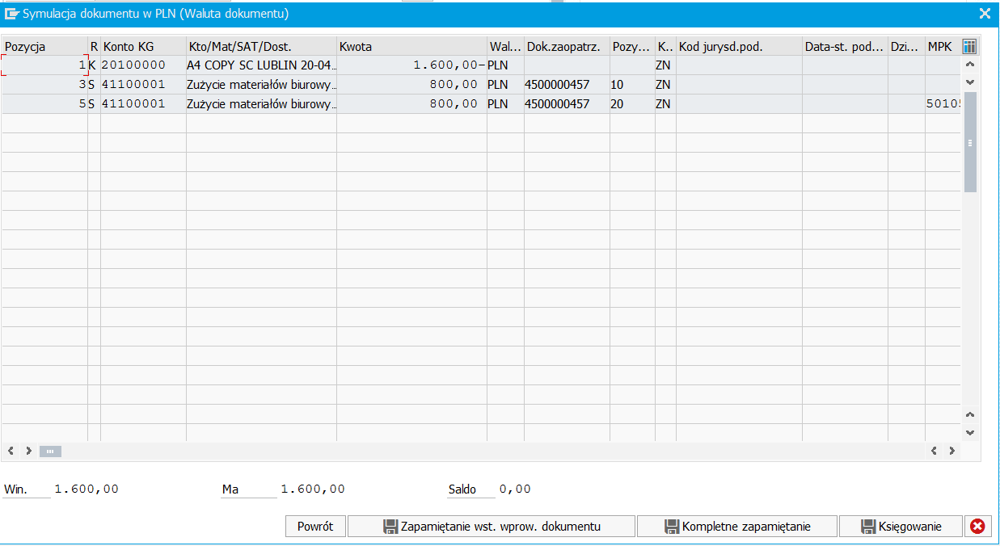 Symulacja dokumentu w PLN (Waluta dokumentu)
Pozycja R Konto KG Kto/Mat/SAT/Dost. Kwota Wal... Dok.zaopatrz. Pozy... K.. Kod jurysd.pod. Data-st. pod... Dzi... MPK
1 K 20100000 A4 COPY SC LUBLIN 20-04... 1.600,00- PLN ZN
3 S 41100001 Zużycie materiałów biurowy... 800,00 PLN 4500000457 10 ZN
5 S 41100001 Zużycie materiałów biurowy... 800,00 PLN 4500000457 20 ZN 5010
Win. 1.600,00 Ma 1.600,00 Saldo 0,00
Powrót Zapamiętanie wst. wprow. dokumentu Kompletne zapamiętanie Księgowanie